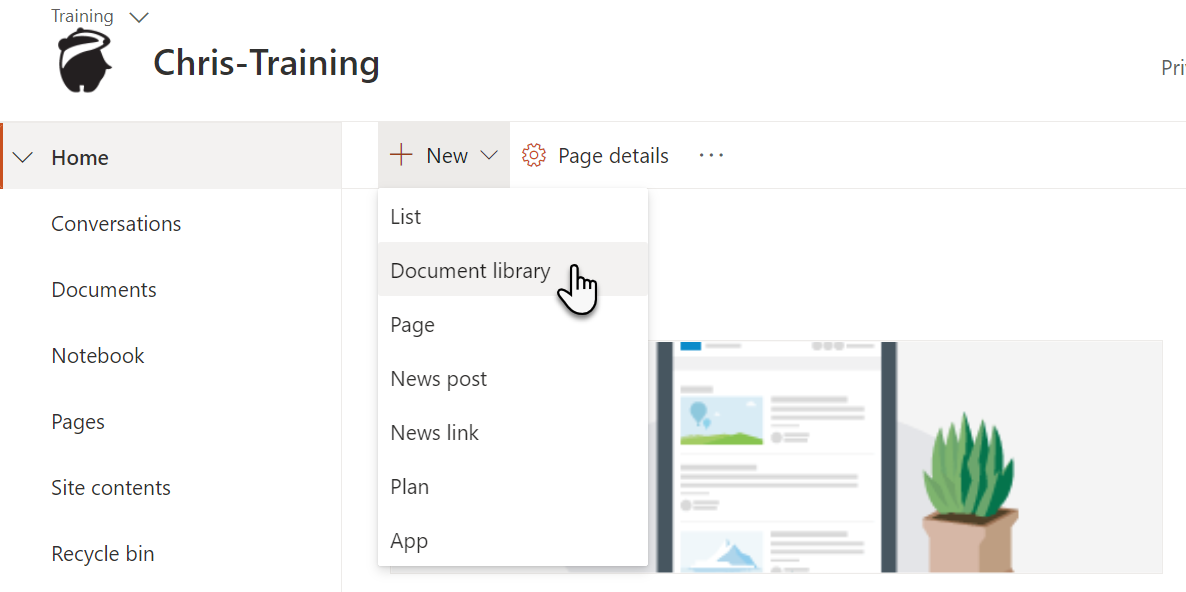 Training
Chris-Training
Pri
Home
Conversations
Documents
Notebook
Pages
Site contents
Recycle bin
New
Page details
List
Document library
Page
News post
News link
Plan
App